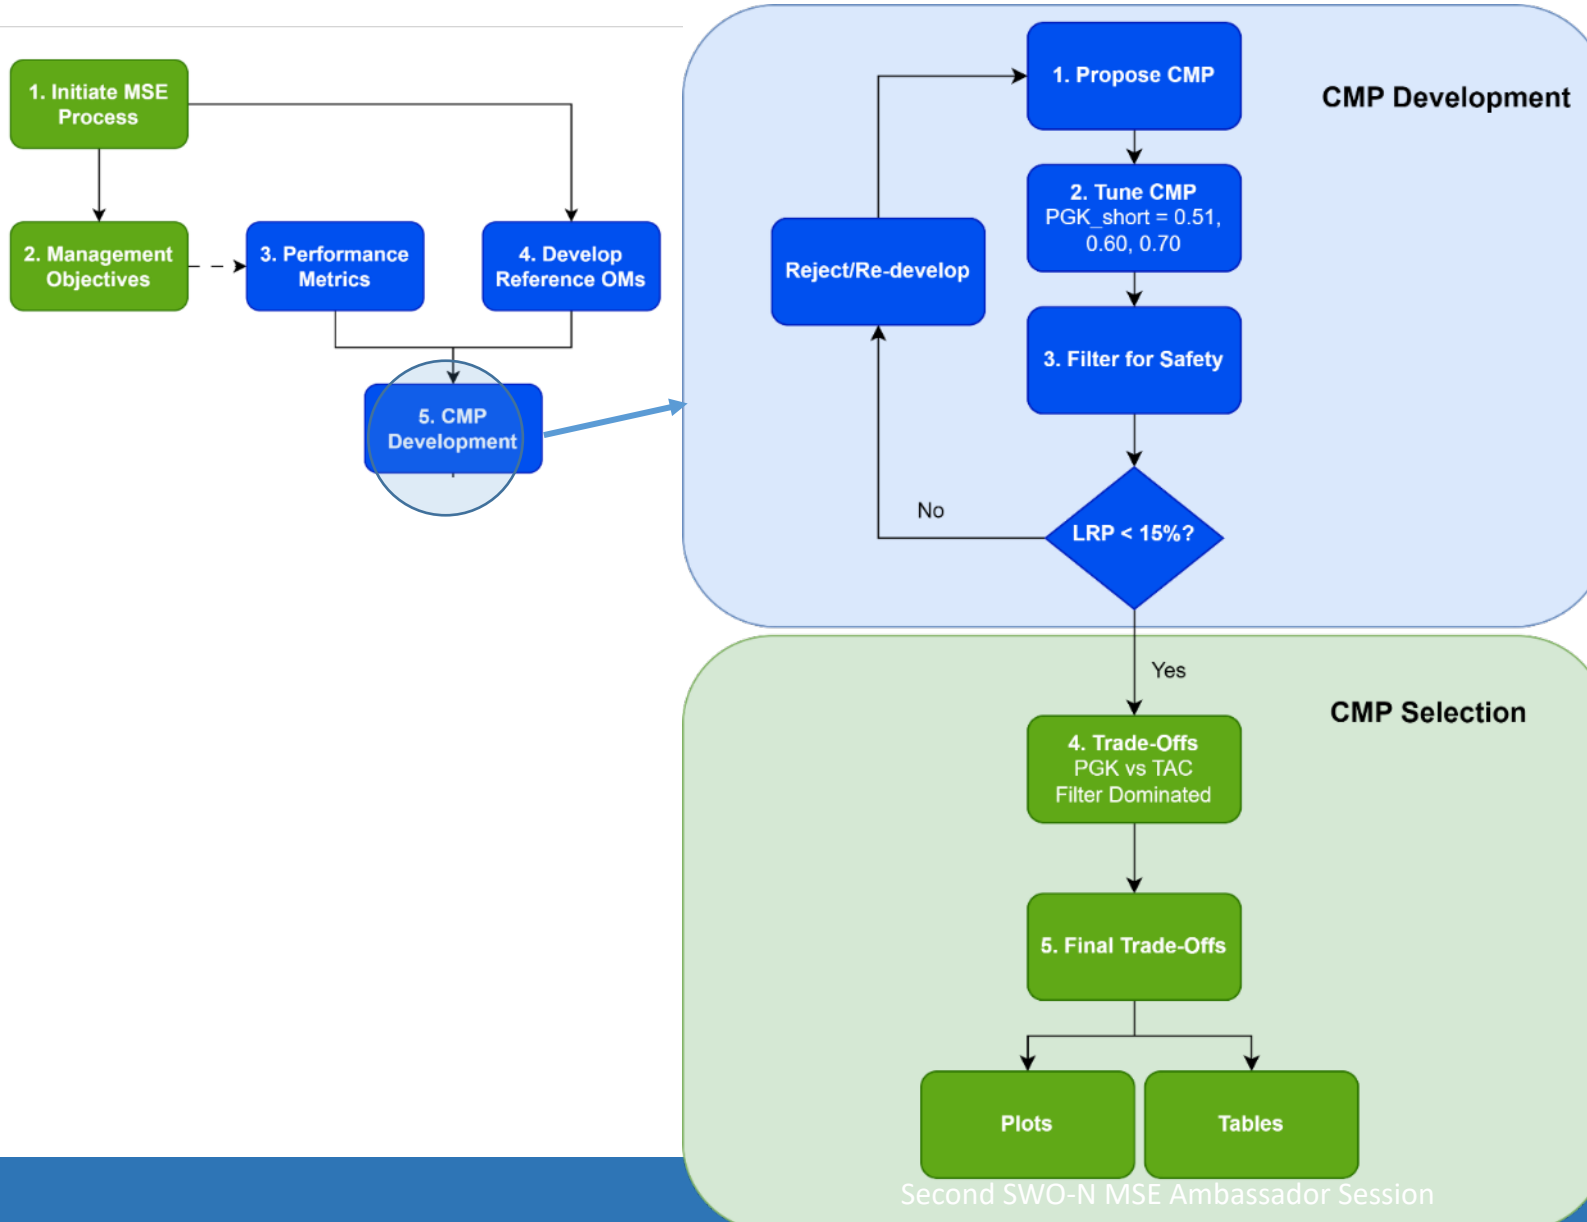 1. Initiate MSE
Process
2. Management
Objectives
3. Performance
Metrics
4. Develop
Reference OMs
5. CMP
Development
CMP Development
1. Propose CMP
2. Tune CMP
PGK_short = 0.51,
0.60, 0.70
Reject/Re-develop
3. Filter for Safety
No
LRP < 15%?
Yes
CMP Selection
4. Trade-Offs
PGK vs TAC
Filter Dominated
5. Final Trade-Offs
Plots
Tables
Second SWO-N MSE Ambassador Session